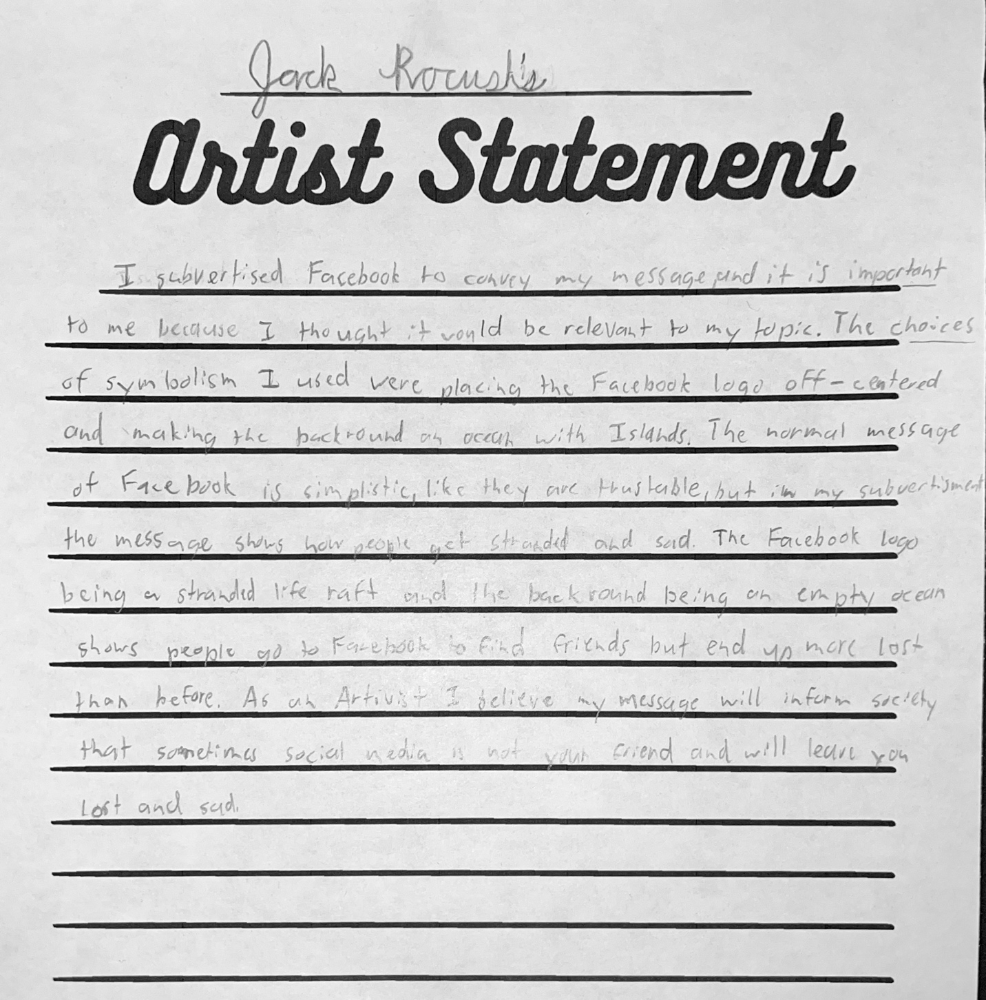 Jack Rocush's
Artist Statement
I subvertised Facebook to convey my message, and it is important
to me because I thought it would be relevant to my topic. The choices
of symbolism I used were placing the Facebook logo off-centered
and making the backround an ocean with Islands. The normal message
of Facebook is simplistic, like they are trustable, but in my subvertisment
the message shows how people get stranded and sad. The Facebook logo
being a stranded life raft and the backround being an empty ocean
shows people go to Facebook to find friends but end up more lost
than before. As an Artivist I believe my message will inform society
that sometimes social media is not your friend and will leave you
lost and sad.